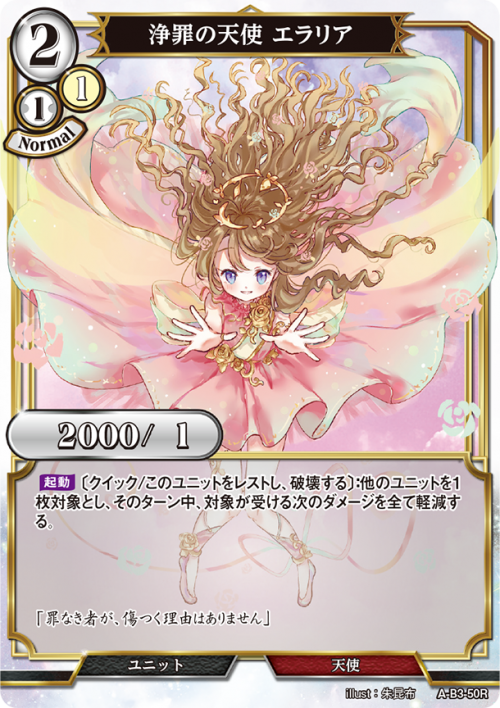 2
浄罪の天使 エラリア
1
1
Normal
2000/ 1
起動 〔クイック/このユニットをレストし、破壊する〕:他のユニットを1
枚対象とし、そのターン中、対象が受ける次のダメージを全て軽減す
る。
「罪なき者が、傷つく理由はありません」
ユニット
天使
illust:朱昆布
A-B3-50R